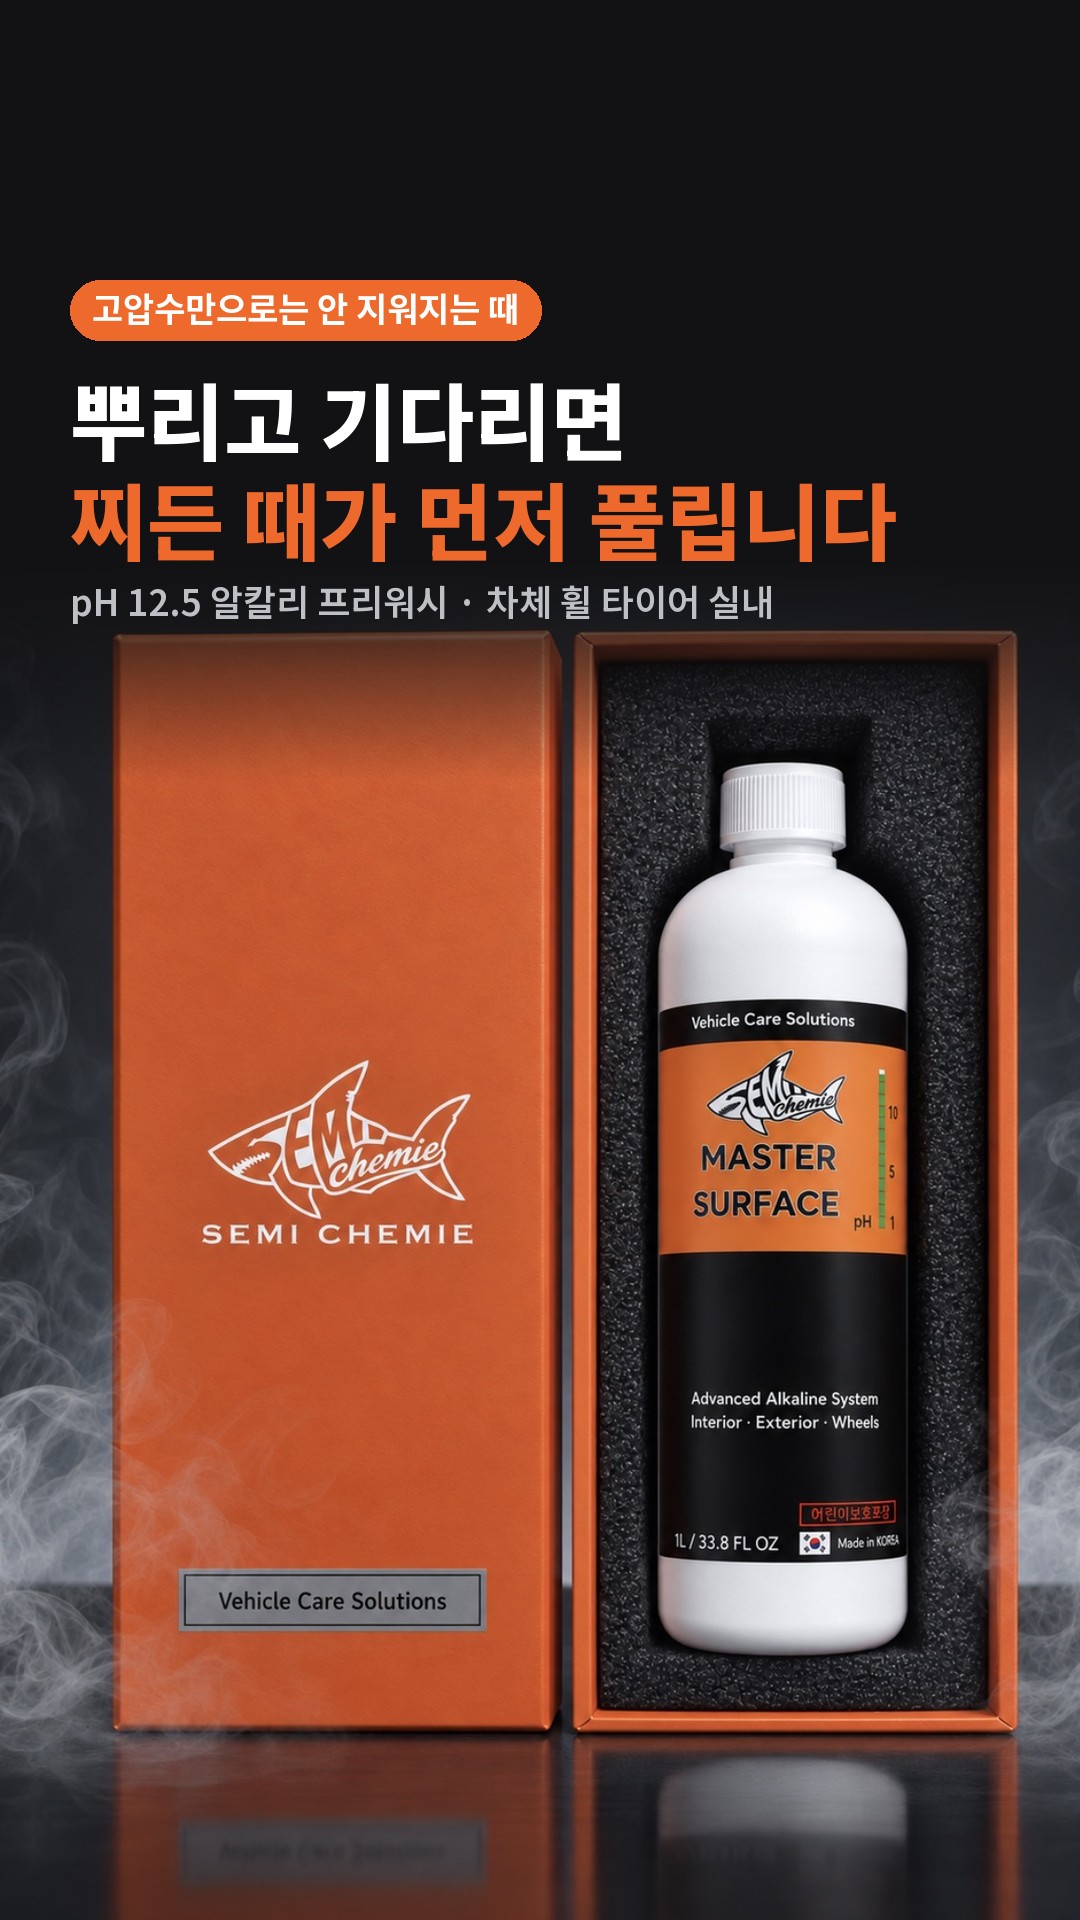 고압수만으로는 안 지워지는 때
뿌리고 기다리면
찌든 때가 먼저 풀립니다
pH 12.5 알칼리 프리워시 · 차체 휠 타이어 실내
SEMI
chemie
SEMI CHEMIE
Vehicle Care Solutions
Vehicle Care Solutions
SEMI
Chemie
MASTER
SURFACE
10
5
pH 1
Advanced Alkaline System
Interior · Exterior · Wheels
어린이보호포장
1L / 33.8 FL OZ
Made in KOREA